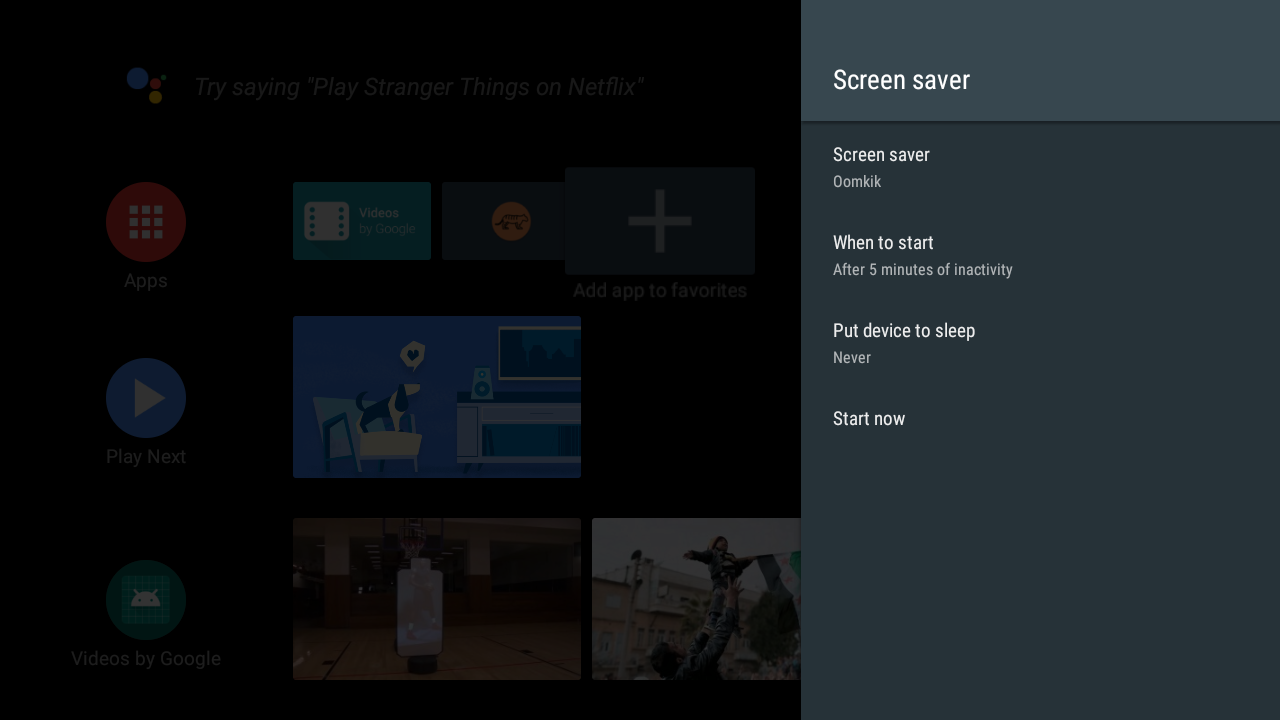 Try saying "Play Stranger Things on Netflix"
Apps
Videos
by Google
Add app to favorites
Play Next
Videos by Google
Screen saver
Screen saver
Oomkik
When to start
After 5 minutes of inactivity
Put device to sleep
Never
Start now